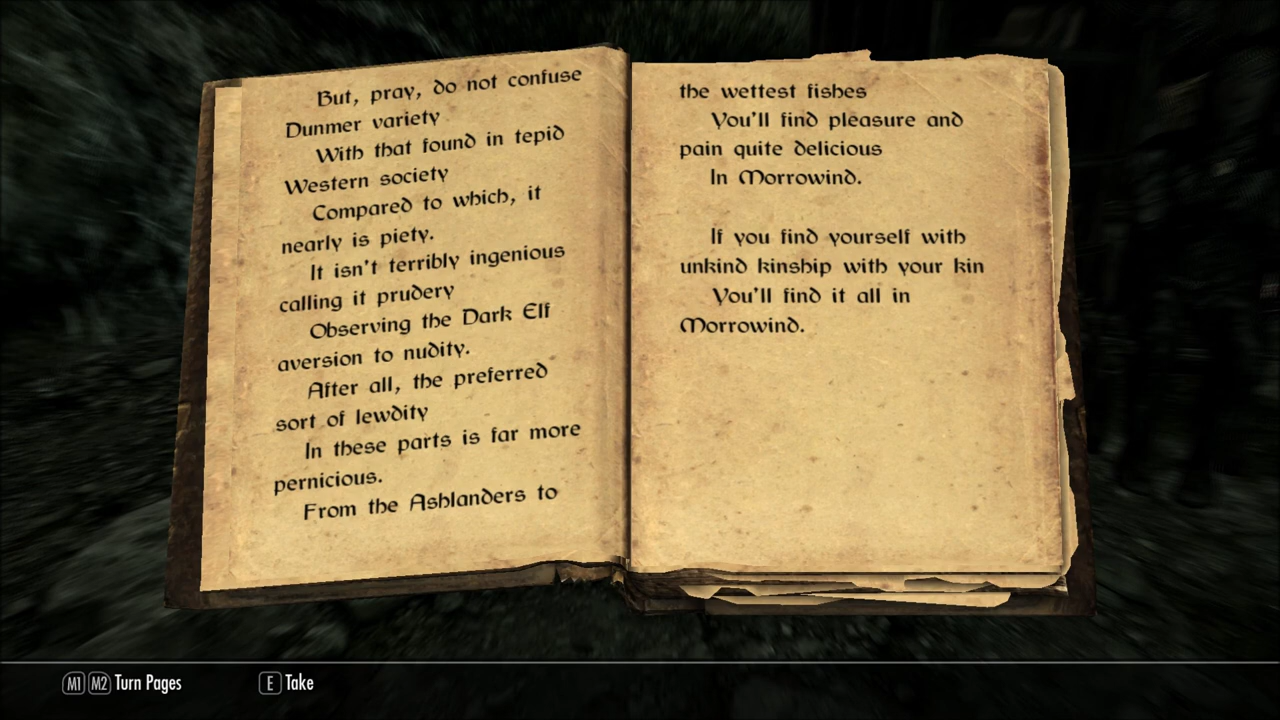 But, pray, do not confuse
Dunmer variety
With that found in tepid
Western society
Compared to which, it
nearly is piety.
It isn't terribly ingenious
calling it prudery
Observing the Dark Elf
aversion to nudity.
After all, the preferred
sort of lewdity
In these parts is far more
pernicious.
From the Ashlanders to
the wettest fishes
You'll find pleasure and
pain quite delicious
In Morrowind.
If you find yourself with
unkind kinship with your kin
You'll find it all in
Morrowind.
M1 M2 Turn Pages
E Take